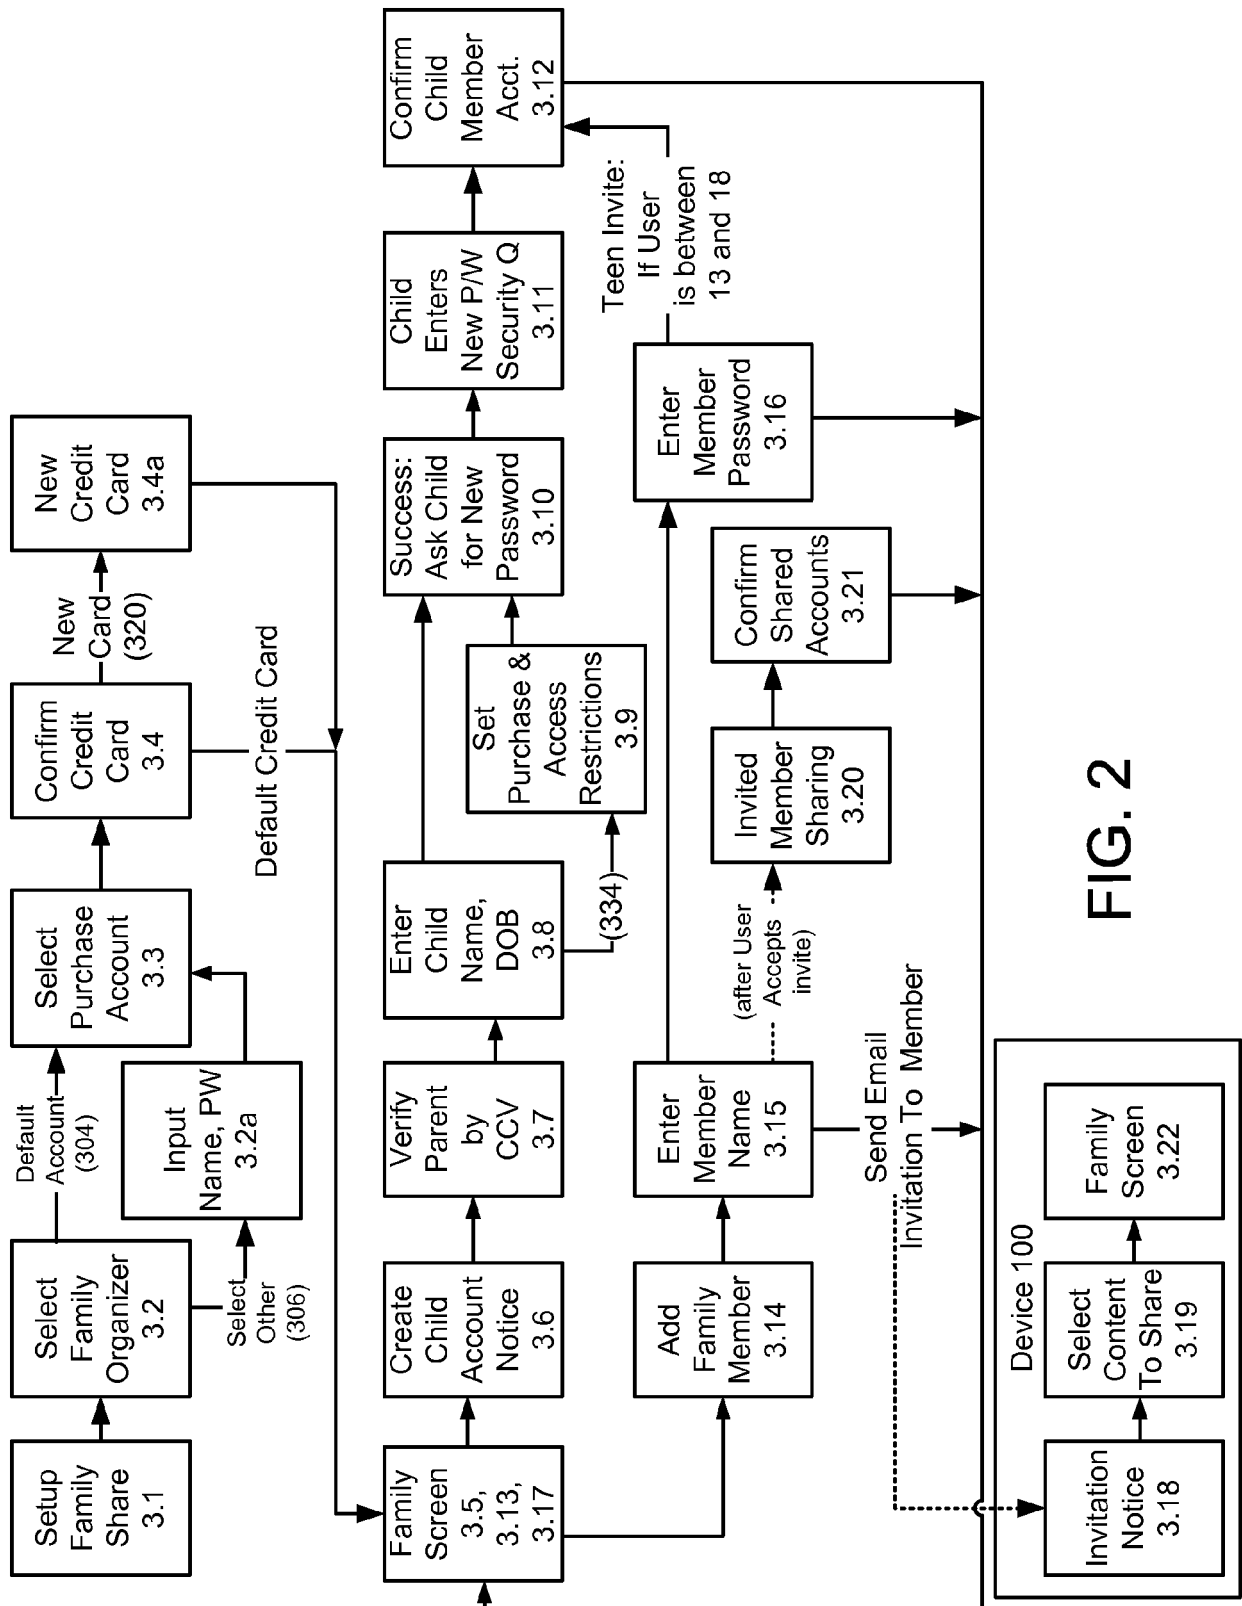 Setup
Family
Share
3.1
Select
Family
Organizer
3.2
Default
Account
(304)
Select
Other
(306)
Input
Name, PW
3.2a
Select
Purchase
Account
3.3
Confirm
Credit
Card
3.4
New
Card
(320)
New
Credit
Card
3.4a
Default Credit Card
Family
Screen
3.5,
3.13,
3.17
Create
Child
Account
Notice
3.6
Verify
Parent
by
CCV
3.7
Enter
Child
Name,
DOB
3.8
(334)
Set
Purchase &
Access
Restrictions
3.9
Success:
Ask Child
for New
Password
3.10
Child
Enters
New P/W
Security Q
3.11
Confirm
Child
Member
Acct.
3.12
Add
Family
Member
3.14
Enter
Member
Name
3.15
(after User
Accepts
invite)
Invited
Member
Sharing
3.20
Confirm
Shared
Accounts
3.21
Enter
Member
Password
3.16
Teen Invite:
If User
is between
13 and 18
Send Email
Invitation To Member
Device 100
Invitation
Notice
3.18
Select
Content
To Share
3.19
Family
Screen
3.22
FIG. 2